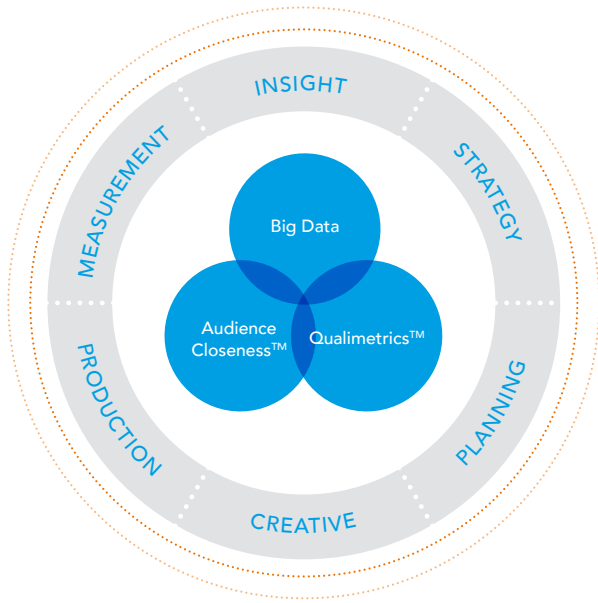 INSIGHT
STRATEGY
PLANNING
CREATIVE
PRODUCTION
MEASUREMENT
Big Data
Audience
Closeness™
Qualimetrics™